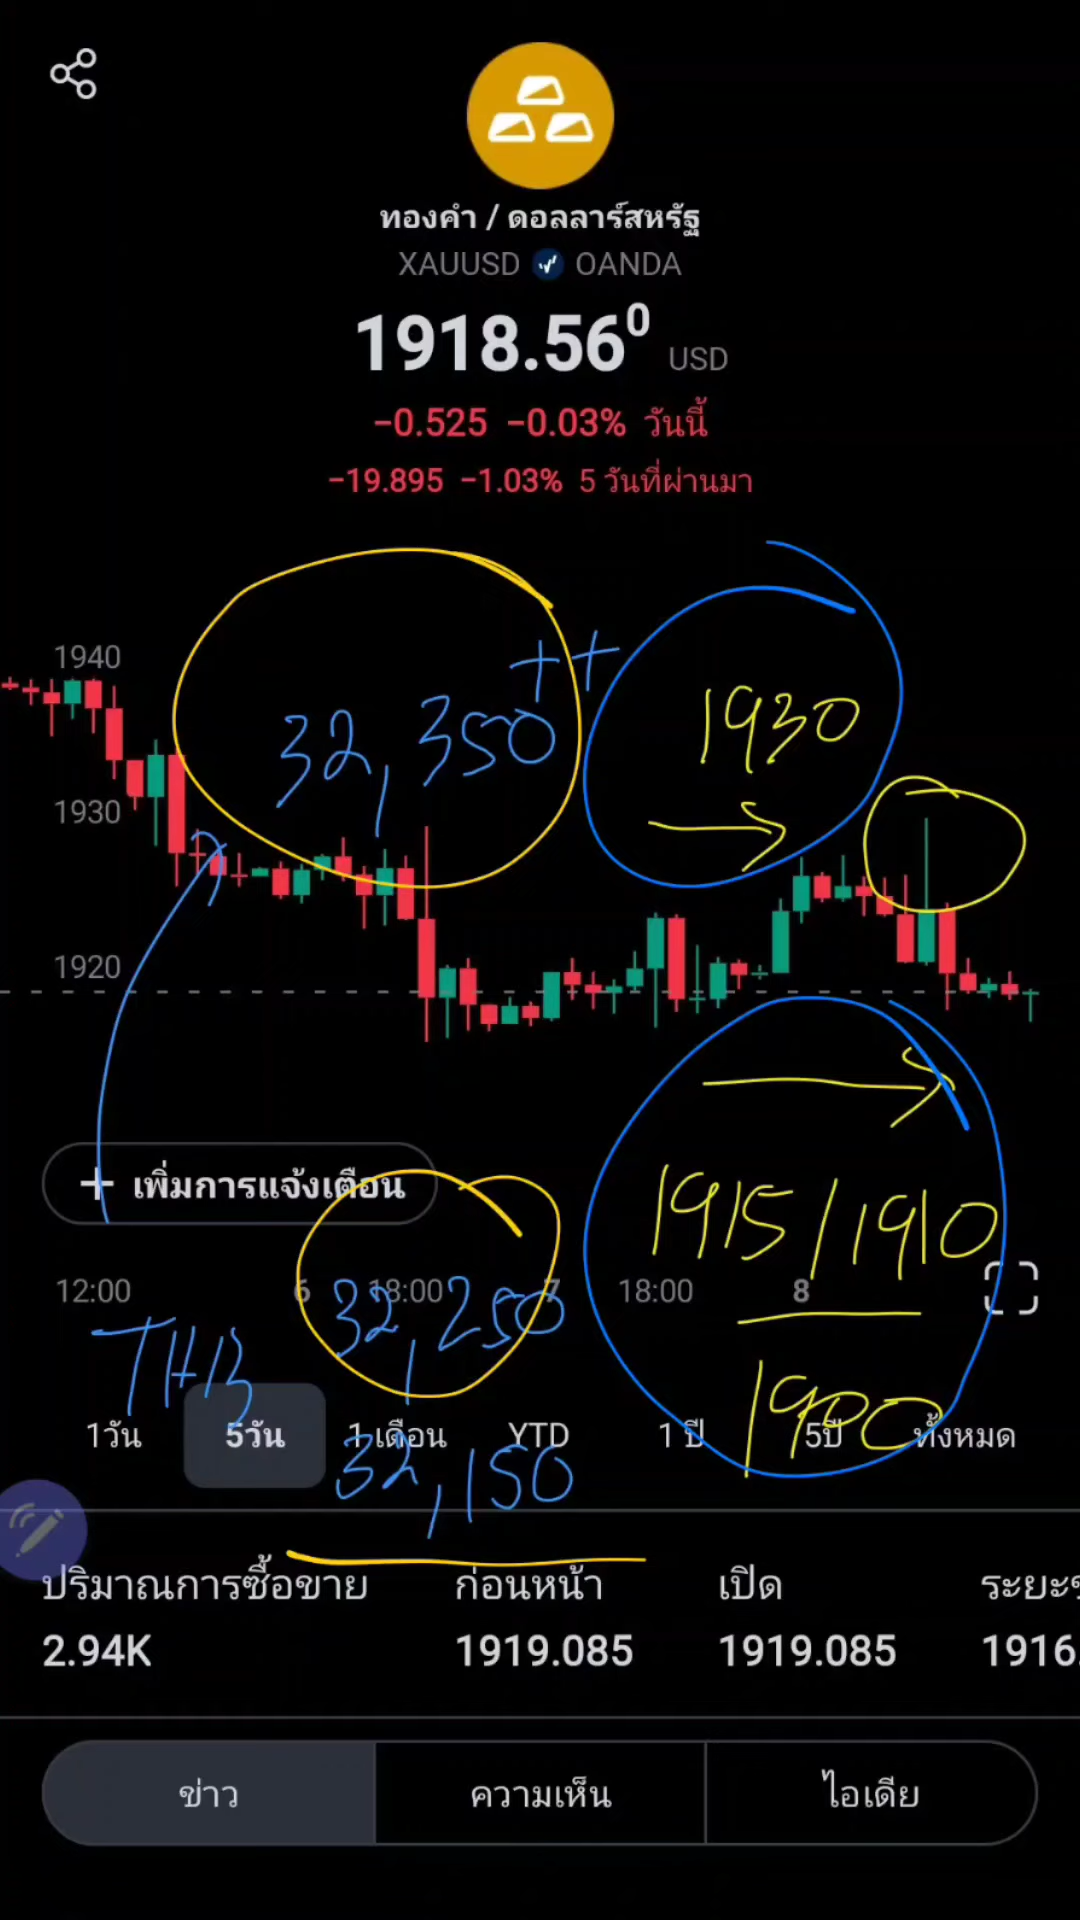 ทองคำ / ดอลลาร์สหรัฐ
XAUUSD OANDA
1918.56⁰ USD
−0.525 −0.03% วันนี้
−19.895 −1.03% 5 วันที่ผ่านมา
1940
32,350++
1930
1930
1920
+ เพิ่มการแจ้งเตือน
1915/1910
12:00 6 18:00 7 18:00 8
32,250
THB
1900
1วัน 5วัน 1 เดือน YTD 1 ปี 5ปี ทั้งหมด
32,150
ปริมาณการซื้อขาย ก่อนหน้า เปิด
2.94K 1919.085 1919.085 1916.
ข่าว ความเห็น ไอเดีย